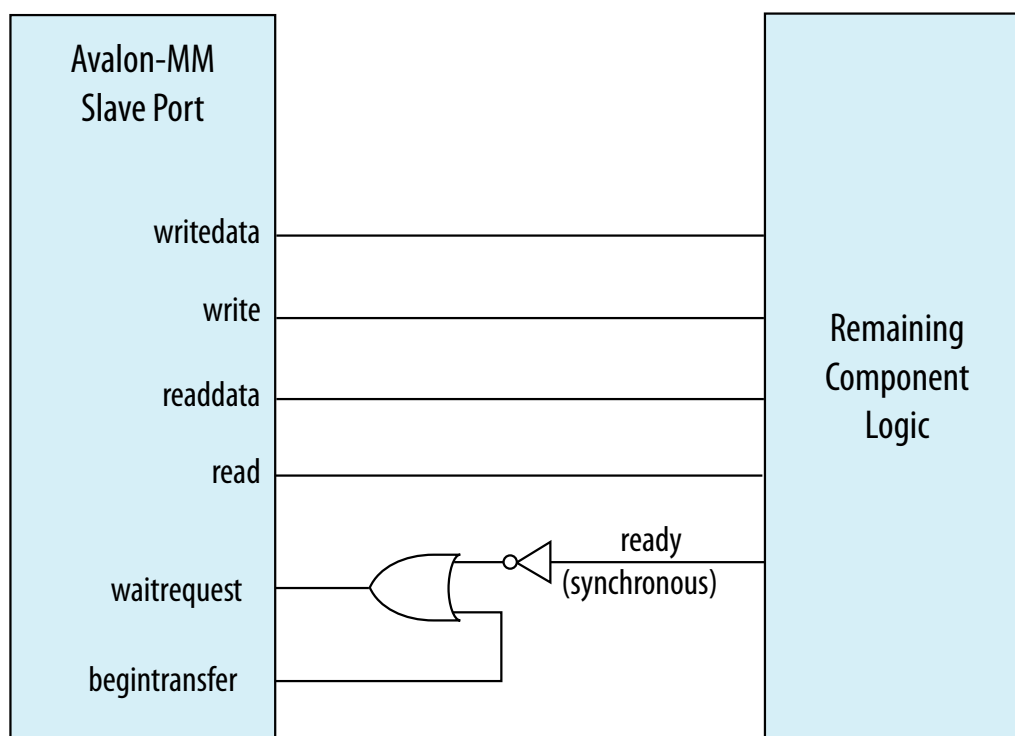 Avalon-MM
Slave Port
writedata
write
readdata
read
waitrequest
begintransfer
ready
(synchronous)
Remaining
Component
Logic